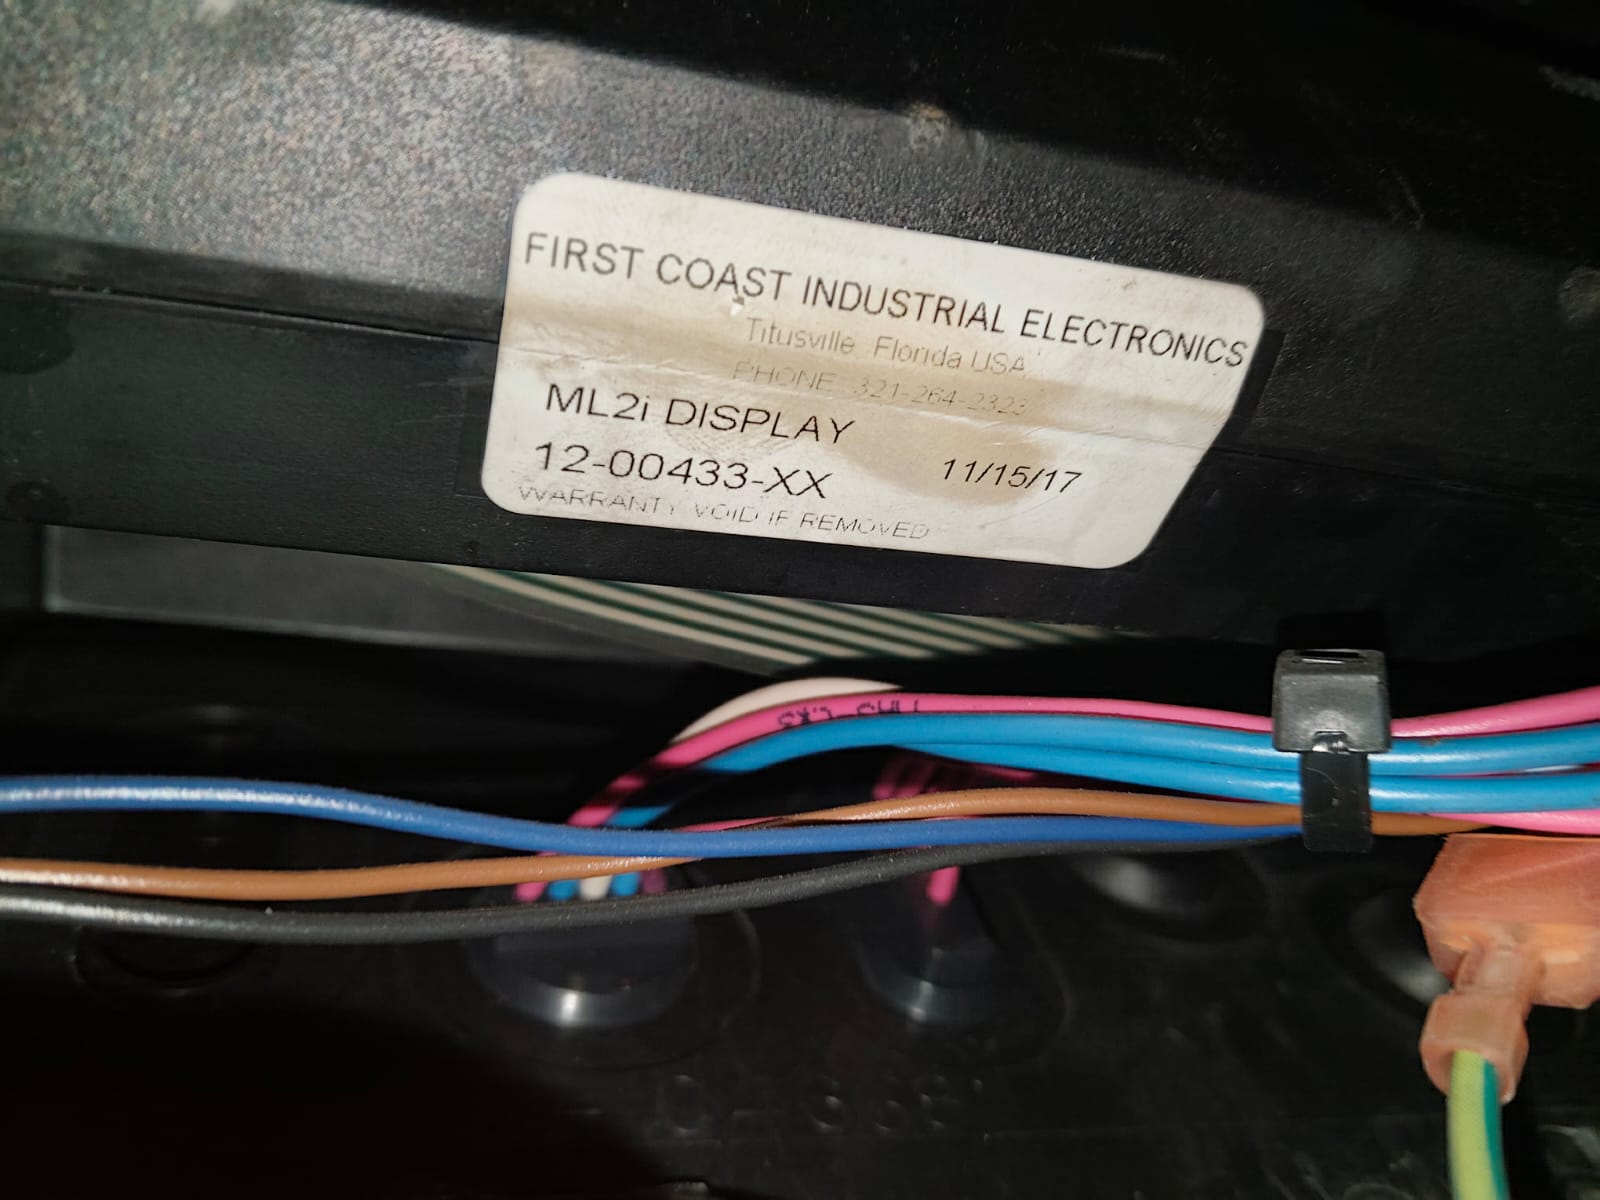 FIRST COAST INDUSTRIAL ELECTRONICS
Titusville, Florida USA
PHONE 321-264-2323
ML2i DISPLAY
12-00433-XX 11/15/17
WARRANTY VOID IF REMOVED